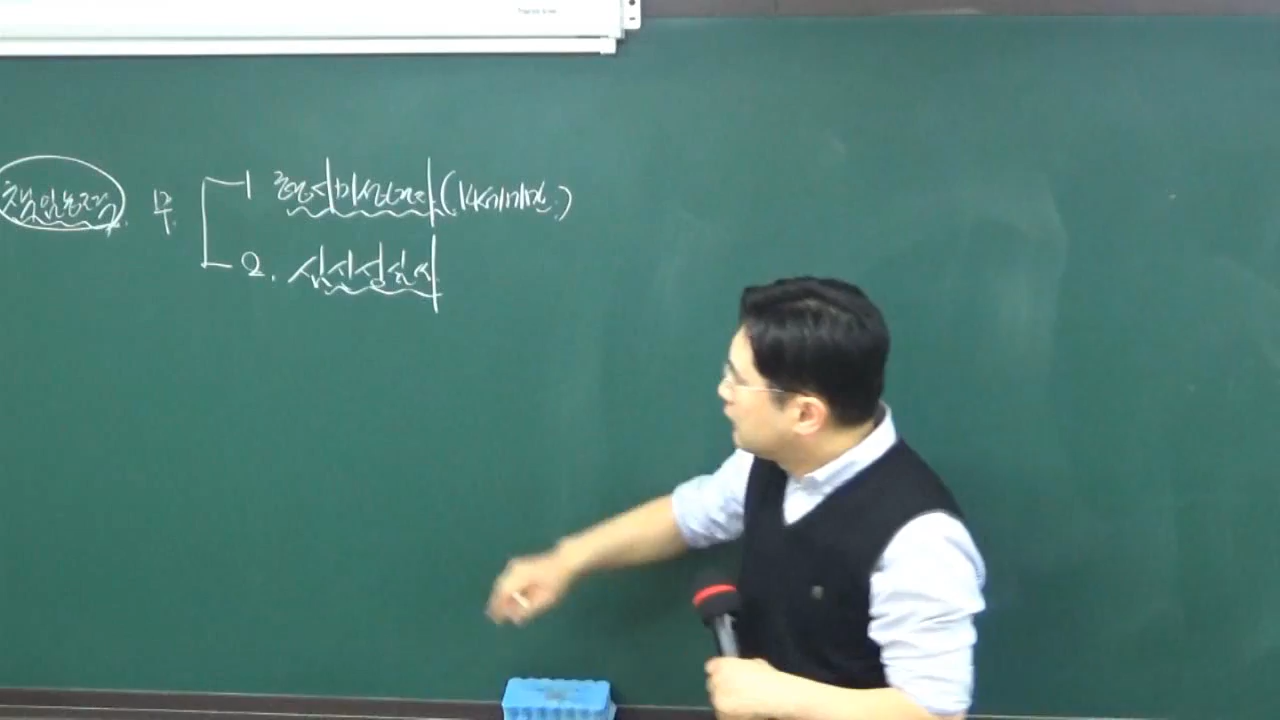 책임능력 무
1 형사미성년자 (14세미만)
2. 심신상실자